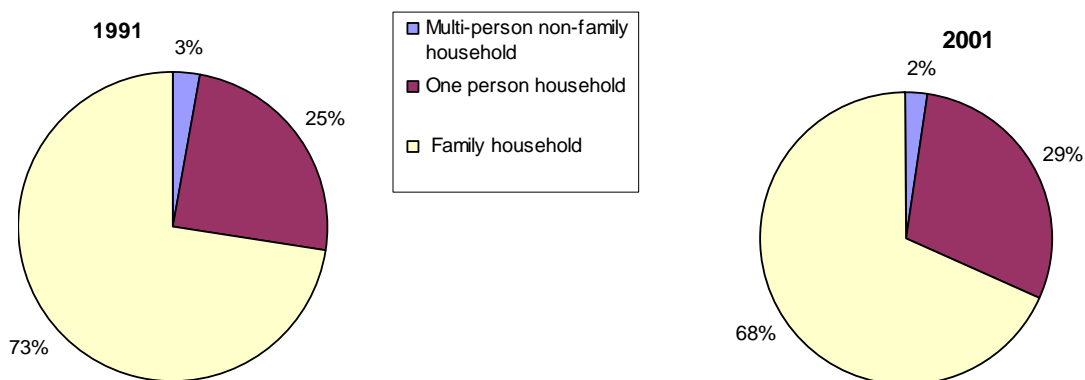 1991
3%
25%
73%
Multi-person non-family
household
One person household
Family household
2001
2%
29%
68%